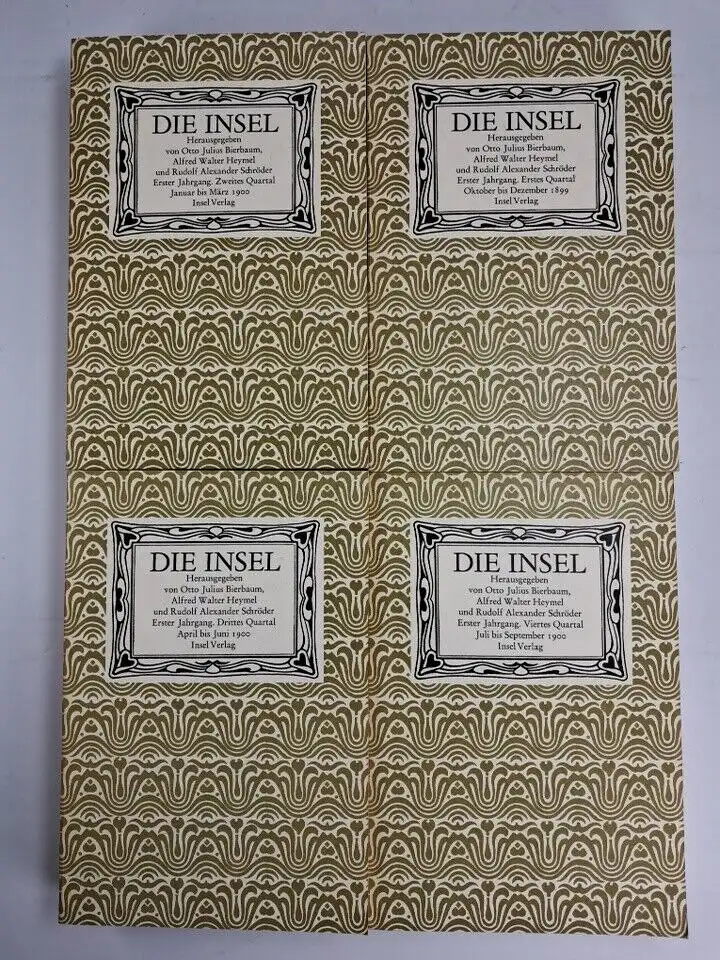 DIE INSEL
Herausgegeben
von Otto Julius Bierbaum,
Alfred Walter Heymel
und Rudolf Alexander Schröder
Erster Jahrgang. Zweites Quartal
Januar bis März 1900
Insel Verlag
DIE INSEL
Herausgegeben
von Otto Julius Bierbaum,
Alfred Walter Heymel
und Rudolf Alexander Schröder
Erster Jahrgang. Erstes Quartal
Oktober bis Dezember 1899
Insel Verlag
DIE INSEL
Herausgegeben
von Otto Julius Bierbaum,
Alfred Walter Heymel
und Rudolf Alexander Schröder
Erster Jahrgang. Drittes Quartal
April bis Juni 1900
Insel Verlag
DIE INSEL
Herausgegeben
von Otto Julius Bierbaum,
Alfred Walter Heymel
und Rudolf Alexander Schröder
Erster Jahrgang. Viertes Quartal
Juli bis September 1900
Insel Verlag